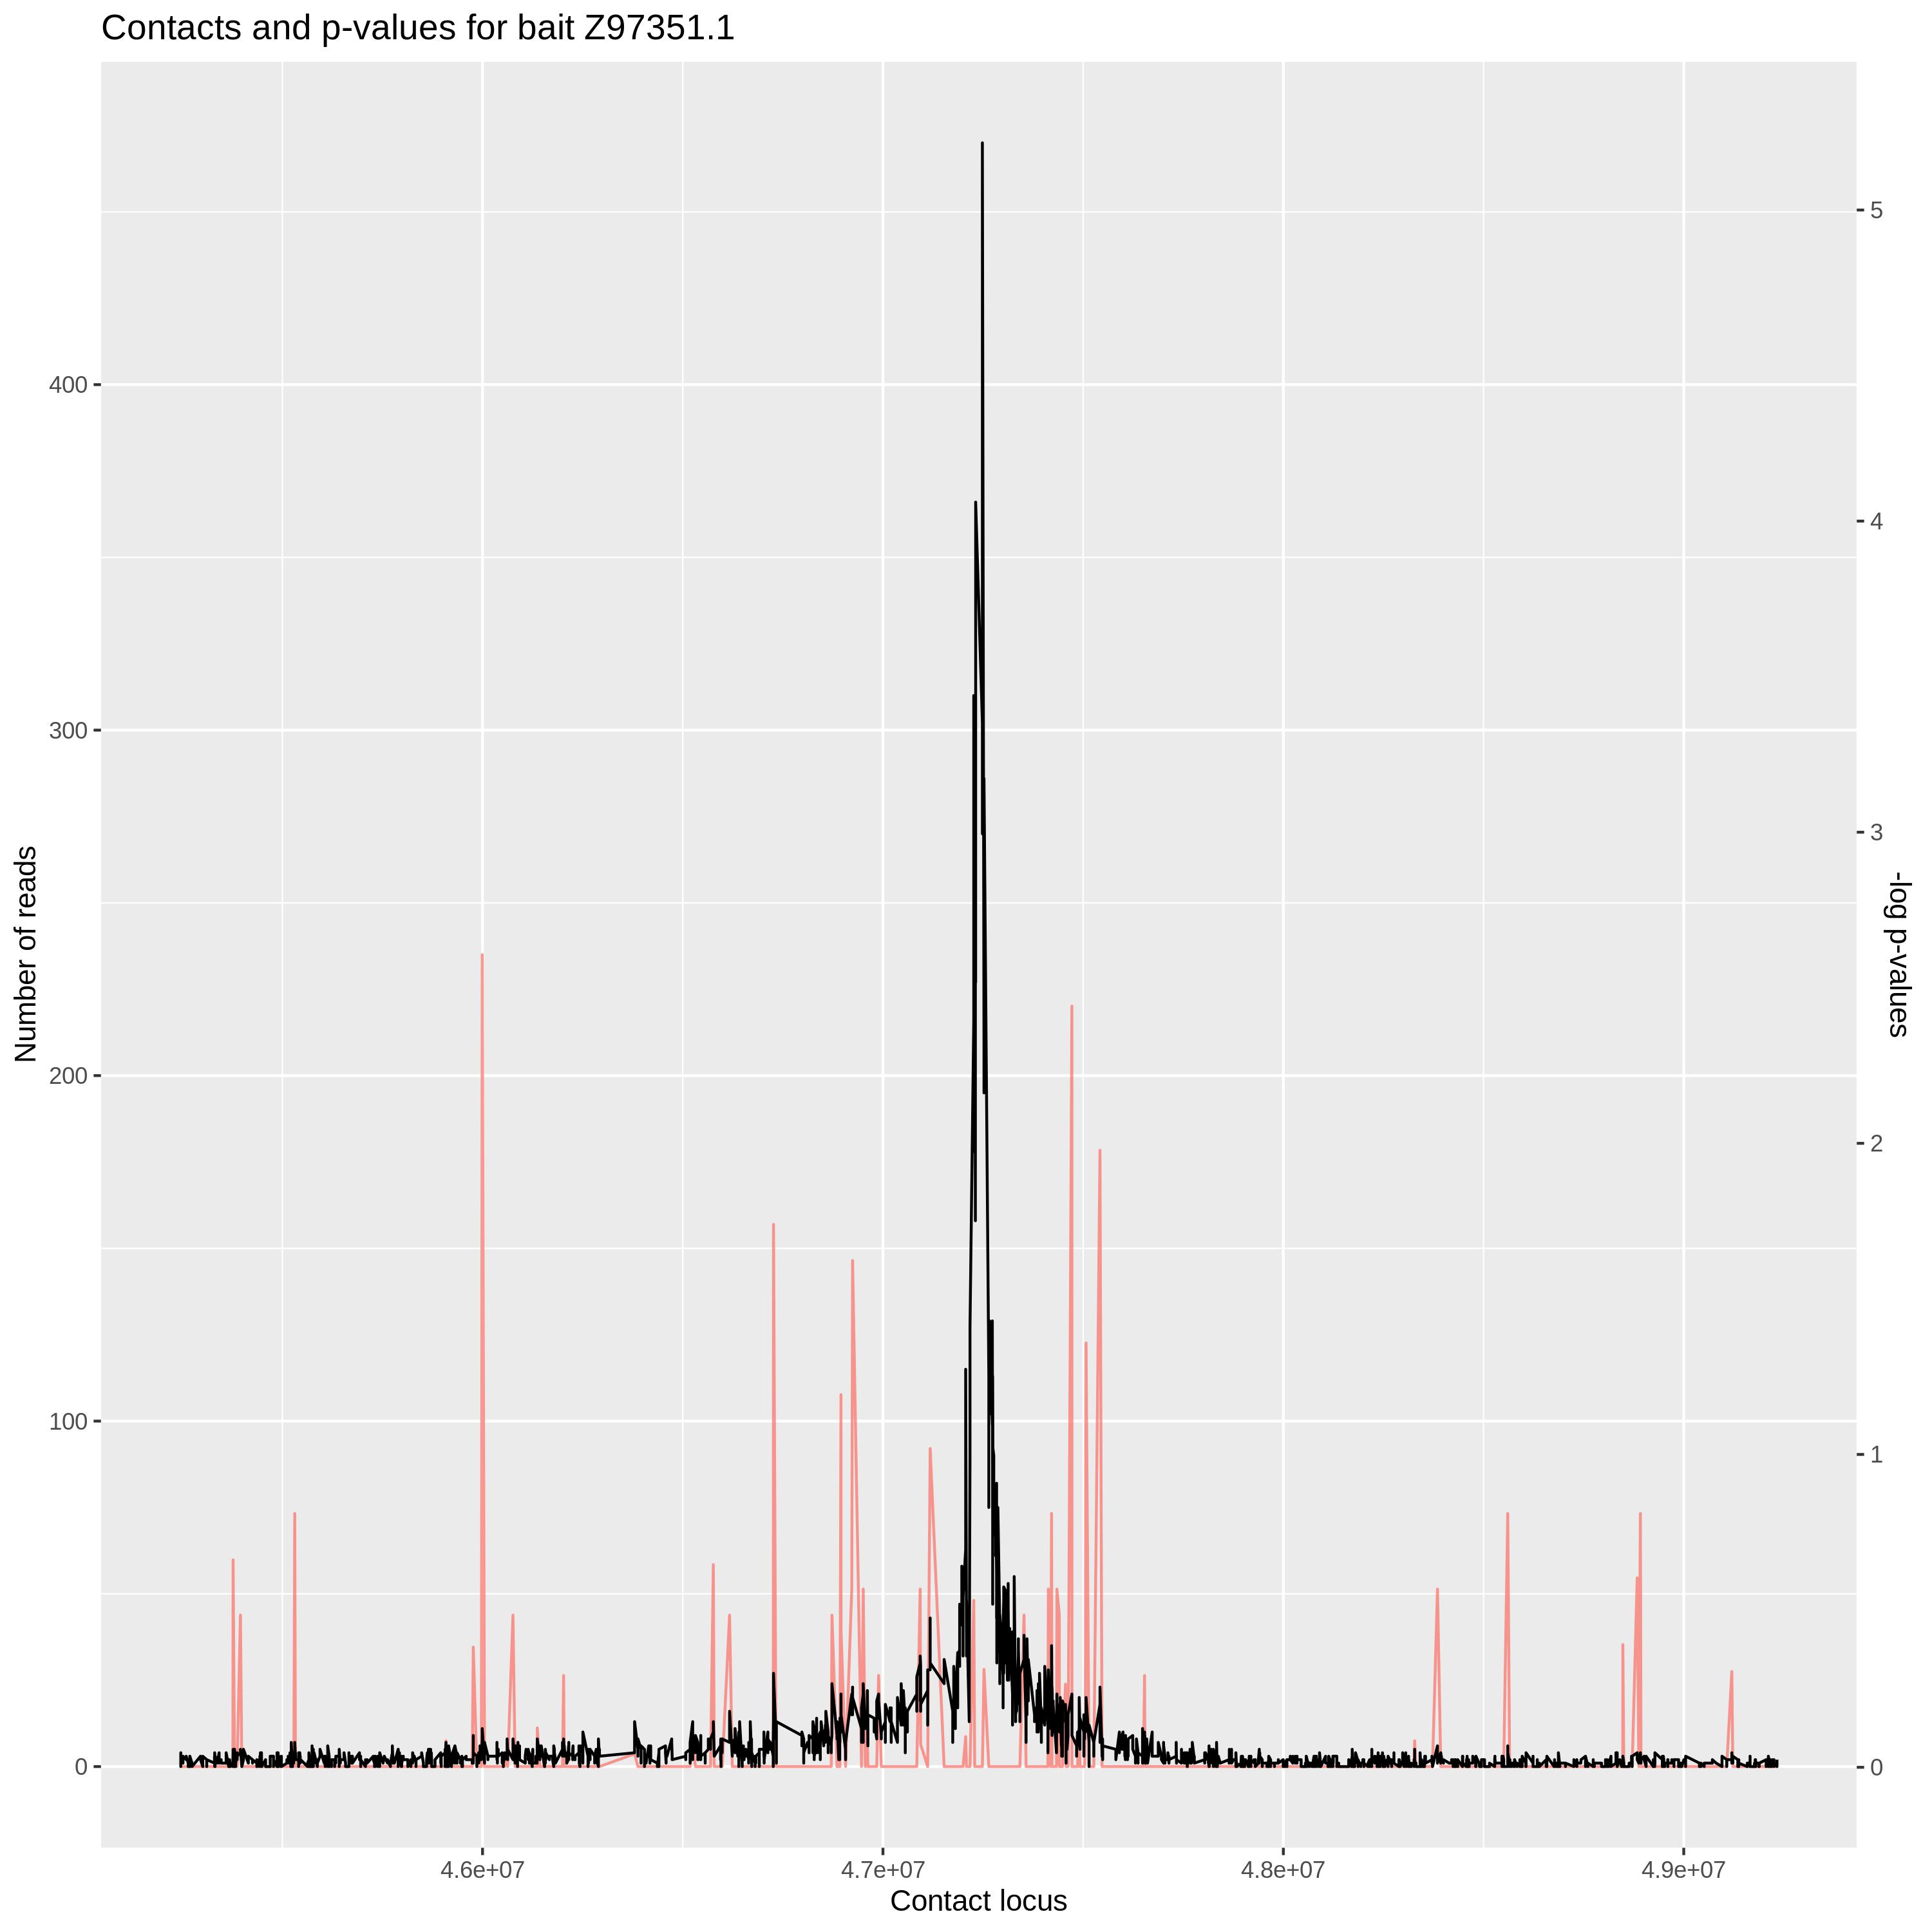 Contacts and p-values for bait Z97351.1
Number of reads
400
300
200
100
0
5
4
3
2
1
0
-log p-values
4.6e+07
4.7e+07
4.8e+07
4.9e+07
Contact locus